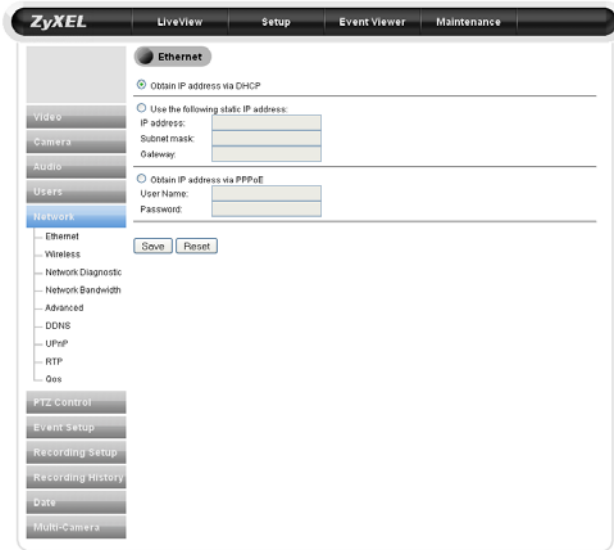 ZyXEL
LiveView Setup Event Viewer Maintenance
Ethernet
Obtain IP address via DHCP
Use the following static IP address:
IP address:
Subnet mask:
Gateway:
Obtain IP address via PPPoE
User Name:
Password:
Save Reset
Video
Camera
Audio
Users
Network
Ethernet
Wireless
Network Diagnostic
Network Bandwidth
Advanced
DDNS
UPnP
RTP
Qos
PTZ Control
Event Setup
Recording Setup
Recording History
Date
Multi-Camera